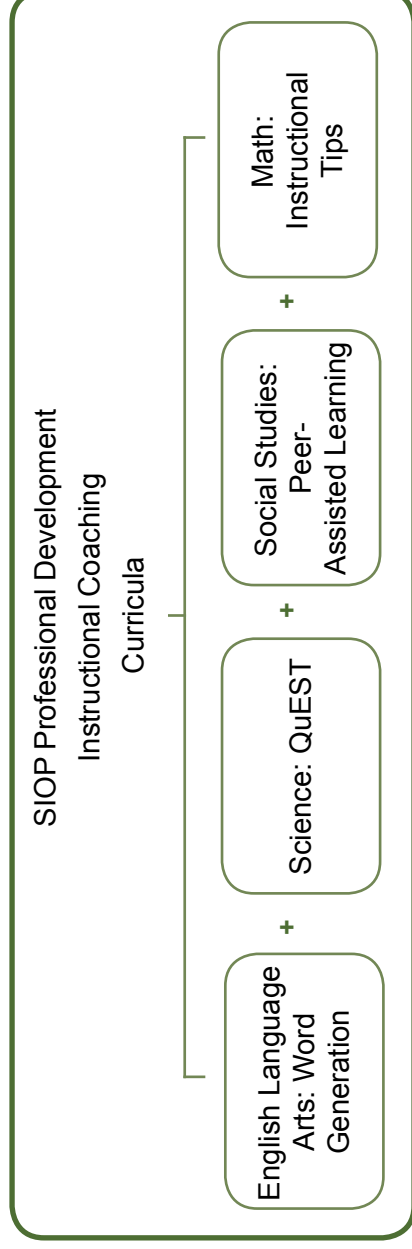 SIOP Professional Development
Instructional Coaching
Curricula
English Language
Arts: Word
Generation
+
Science: QuEST
+
Social Studies:
Peer-
Assisted Learning
+
Math:
Instructional
Tips